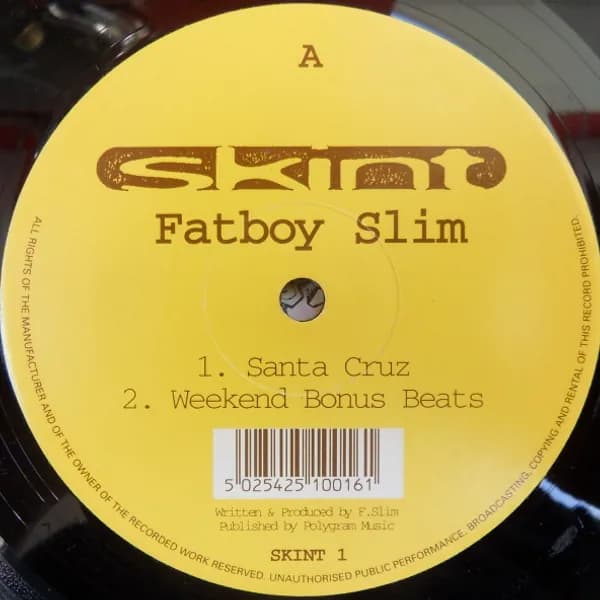 A
skint
Fatboy Slim
1. Santa Cruz
2. Weekend Bonus Beats
5 025425 100161
Written & Produced by F.Slim
Published by Polygram Music
SKINT 1
ALL RIGHTS OF THE MANUFACTURER AND OF THE OWNER OF THE RECORDED WORK RESERVED. UNAUTHORISED PUBLIC PERFORMANCE, BROADCASTING, COPYING AND RENTAL OF THIS RECORD PROHIBITED.